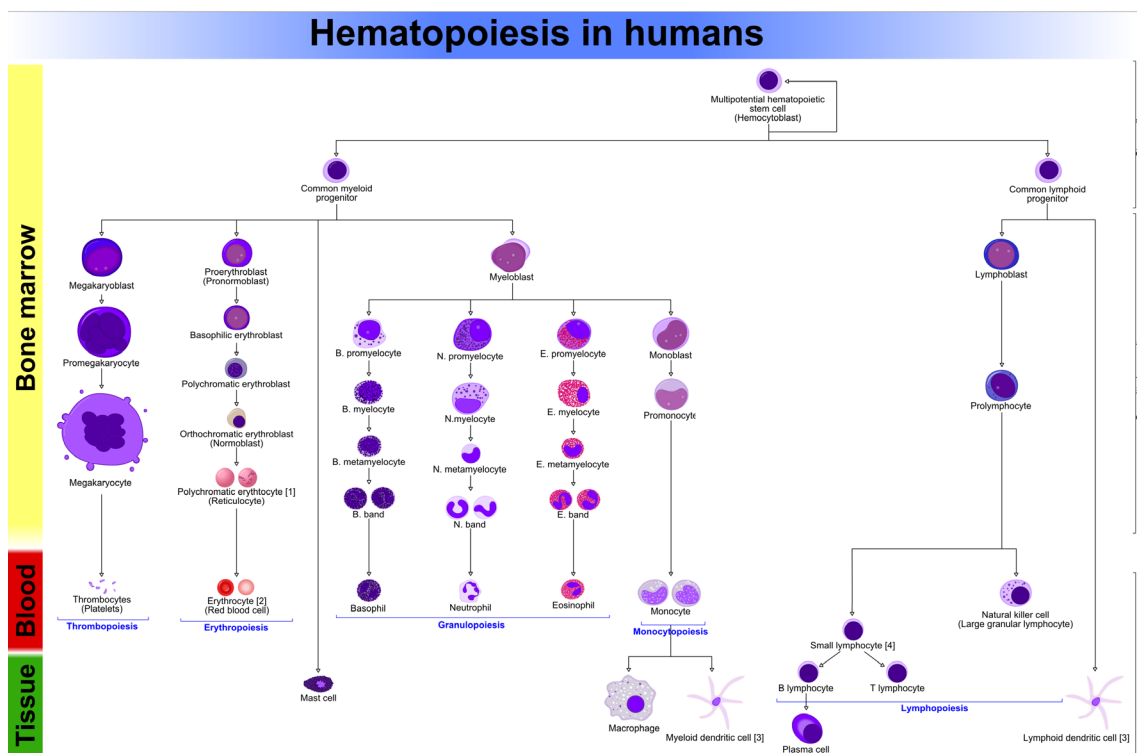 Hematopoiesis in humans
Bone marrow
Blood
Tissue
Multipotential hematopoietic
stem cell
(Hemocytoblast)
Common myeloid
progenitor
Common lymphoid
progenitor
Megakaryoblast
Proerythroblast
(Pronormoblast)
Myeloblast
Lymphoblast
Promegakaryocyte
Basophilic erythroblast
B. promyelocyte
N. promyelocyte
E. promyelocyte
Monoblast
Polychromatic erythroblast
B. myelocyte
N.myelocyte
E. myelocyte
Promonocyte
Prolymphocyte
Orthochromatic erythroblast
(Normoblast)
B. metamyelocyte
N. metamyelocyte
E. metamyelocyte
Megakaryocyte
Polychromatic erythtocyte [1]
(Reticulocyte)
B. band
N. band
E. band
Thrombocytes
(Platelets)
Erythrocyte [2]
(Red blood cell)
Basophil
Neutrophil
Eosinophil
Monocyte
Natural killer cell
(Large granular lymphocyte)
Thrombopoiesis
Erythropoiesis
Granulopoiesis
Monocytopoiesis
Small lymphocyte [4]
Mast cell
B lymphocyte
T lymphocyte
Lymphopoiesis
Macrophage
Myeloid dendritic cell [3]
Plasma cell
Lymphoid dendritic cell [3]